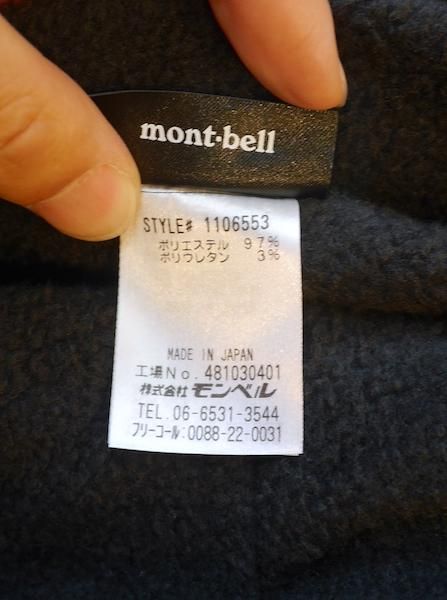 mont-bell
STYLE# 1106553
ポリエステル 97%
ポリウレタン 3%
MADE IN JAPAN
工場No. 481030401
株式会社 モンベル
TEL. 06-6531-3544
フリーコール:0088-22-0031